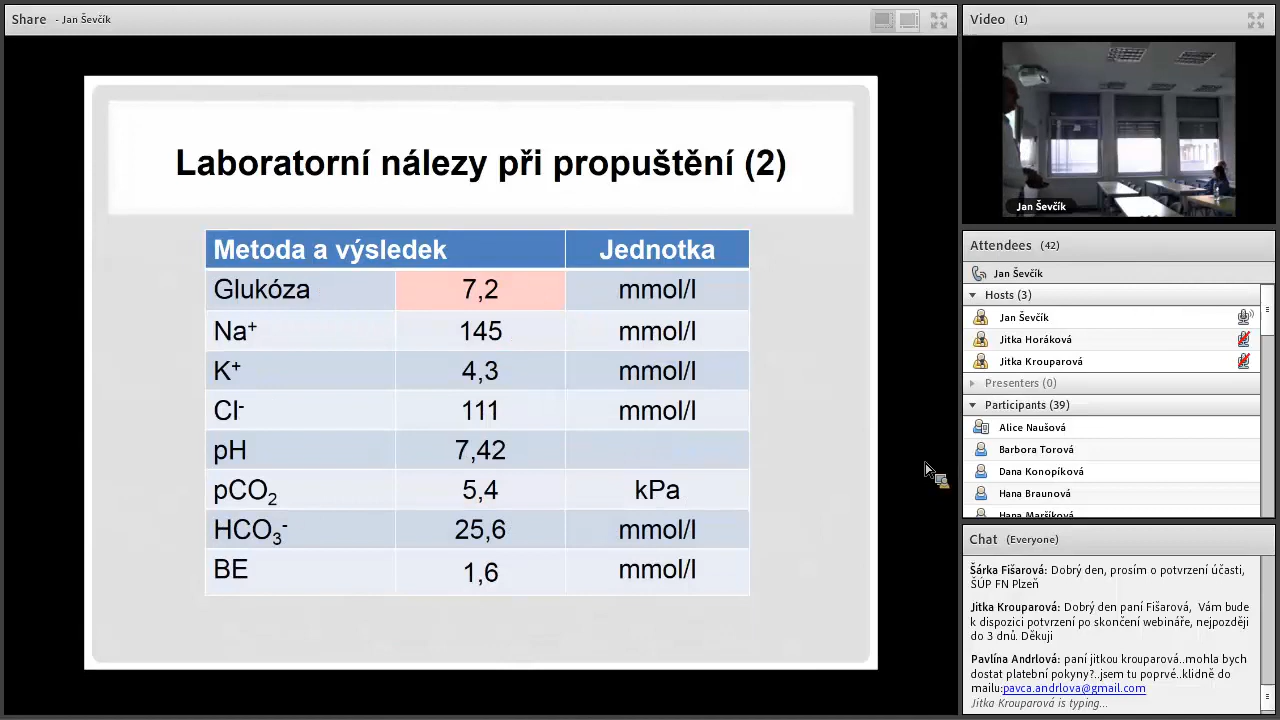 Share - Jan Ševčík
Laboratorní nálezy při propuštění (2)
Metoda a výsledek Jednotka
Glukóza 7,2 mmol/l
Na+ 145 mmol/l
K+ 4,3 mmol/l
Cl- 111 mmol/l
pH 7,42
pCO2 5,4 kPa
HCO3- 25,6 mmol/l
BE 1,6 mmol/l
Video (1)
Jan Ševčík
Attendees (42)
Jan Ševčík
Hosts (3)
Jan Ševčík
Jitka Horáková
Jitka Krouparová
Presenters (0)
Participants (39)
Alice Naušová
Barbora Torová
Dana Konopíková
Hana Braunová
Hana Maršíková
Chat (Everyone)
Šárka Fišarová: Dobrý den, prosím o potvrzení účasti,
ŠÚP FN Plzeň
Jitka Krouparová: Dobrý den paní Fišarová, Vám bude
k dispozici potvrzení po skončení webináře, nejpozději
do 3 dnů. Děkuji
Pavlína Andrlová: paní jitkou krouparová..mohla bych
dostat platební pokyny?..jsem tu poprvé..klidně do
mailu:pavca.andrlova@gmail.com
Jitka Krouparova is typing...